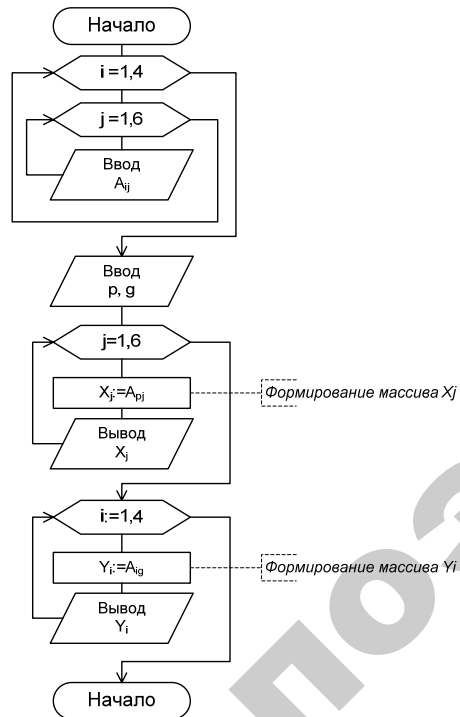 Начало
i =1,4
j =1,6
Ввод
Aij
Ввод
p, g
j=1,6
Xj:=Apj
Формирование массива Xj
Вывод
Xj
i:=1,4
Yi:=Aig
Формирование массива Yi
Вывод
Yi
Начало